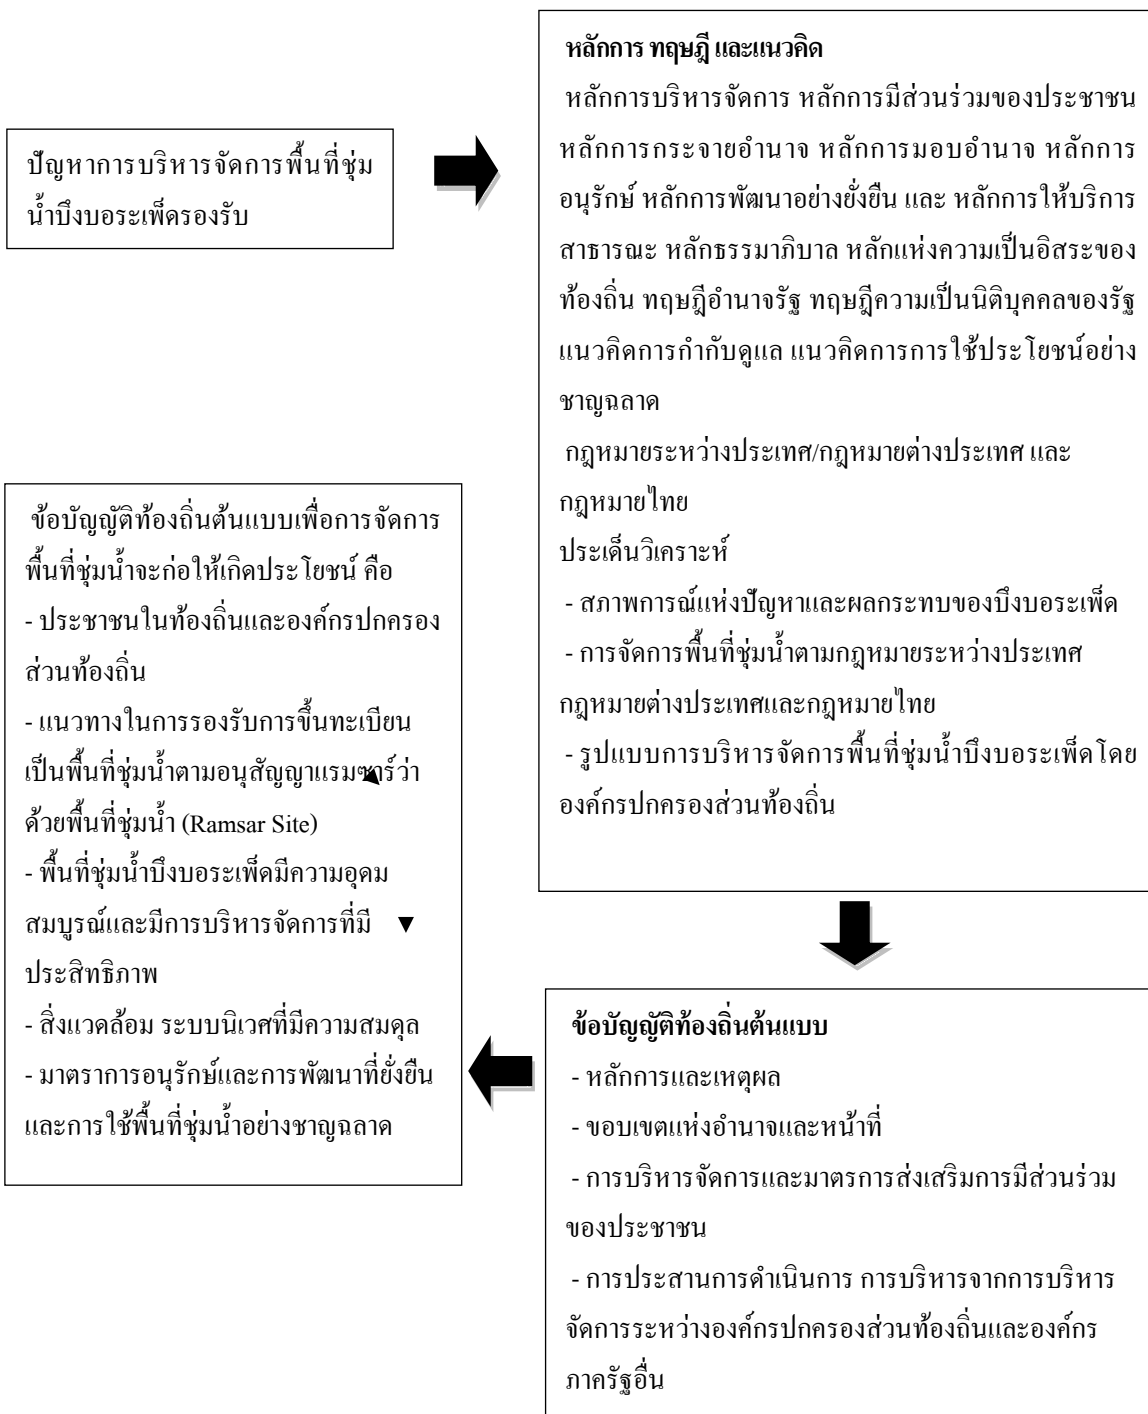 ปัญหาการบริหารจัดการพื้นที่ชุ่ม
น้ำบึงบอระเพ็ดรองรับ
หลักการ ทฤษฎี และแนวคิด
หลักการบริหารจัดการ หลักการมีส่วนร่วมของประชาชน
หลักการกระจายอำนาจ หลักการมอบอำนาจ หลักการ
อนุรักษ์ หลักการพัฒนาอย่างยั่งยืน และ หลักการให้บริการ
สาธารณะ หลักธรรมาภิบาล หลักแห่งความเป็นอิสระของ
ท้องถิ่น ทฤษฎีอำนาจรัฐ ทฤษฎีความเป็นนิติบุคคลของรัฐ
แนวคิดการกำกับดูแล แนวคิดการการใช้ประโยชน์อย่าง
ชาญฉลาด
กฎหมายระหว่างประเทศ/กฎหมายต่างประเทศ และ
กฎหมายไทย
ประเด็นวิเคราะห์
- สภาพการณ์แห่งปัญหาและผลกระทบของบึงบอระเพ็ด
- การจัดการพื้นที่ชุ่มน้ำตามกฎหมายระหว่างประเทศ
กฎหมายต่างประเทศและกฎหมายไทย
- รูปแบบการบริหารจัดการพื้นที่ชุ่มน้ำบึงบอระเพ็ดโดย
องค์กรปกครองส่วนท้องถิ่น
ข้อบัญญัติท้องถิ่นต้นแบบ
- หลักการและเหตุผล
- ขอบเขตแห่งอำนาจและหน้าที่
- การบริหารจัดการและมาตรการส่งเสริมการมีส่วนร่วม
ของประชาชน
- การประสานการดำเนินการ การบริหารจากการบริหาร
จัดการระหว่างองค์กรปกครองส่วนท้องถิ่นและองค์กร
ภาครัฐอื่น
ข้อบัญญัติท้องถิ่นต้นแบบเพื่อการจัดการ
พื้นที่ชุ่มน้ำจะก่อให้เกิดประโยชน์ คือ
- ประชาชนในท้องถิ่นและองค์กรปกครอง
ส่วนท้องถิ่น
- แนวทางในการรองรับการขึ้นทะเบียน
เป็นพื้นที่ชุ่มน้ำตามอนุสัญญาแรมซาร์ว่า
ด้วยพื้นที่ชุ่มน้ำ (Ramsar Site)
- พื้นที่ชุ่มน้ำบึงบอระเพ็ดมีความอุดม
สมบูรณ์และมีการบริหารจัดการที่มี
ประสิทธิภาพ
- สิ่งแวดล้อม ระบบนิเวศที่มีความสมดุล
- มาตราการอนุรักษ์และการพัฒนาที่ยั่งยืน
และการใช้พื้นที่ชุ่มน้ำอย่างชาญฉลาด